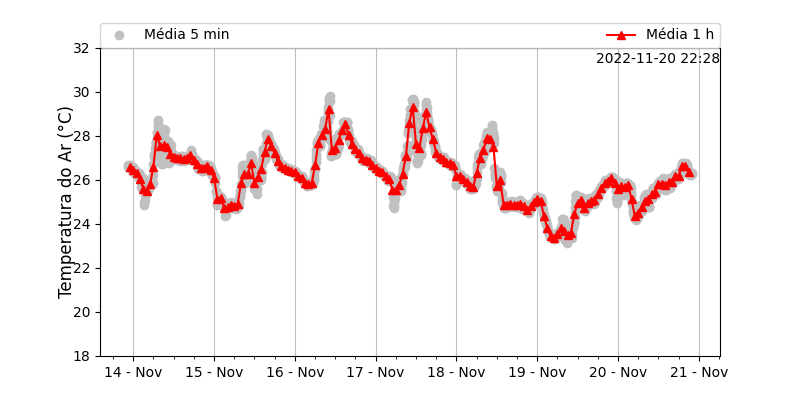 Média 5 min
Média 1 h
2022-11-20 22:28
Temperatura do Ar (°C)
32
30
28
26
24
22
20
18
14 - Nov
15 - Nov
16 - Nov
17 - Nov
18 - Nov
19 - Nov
20 - Nov
21 - Nov